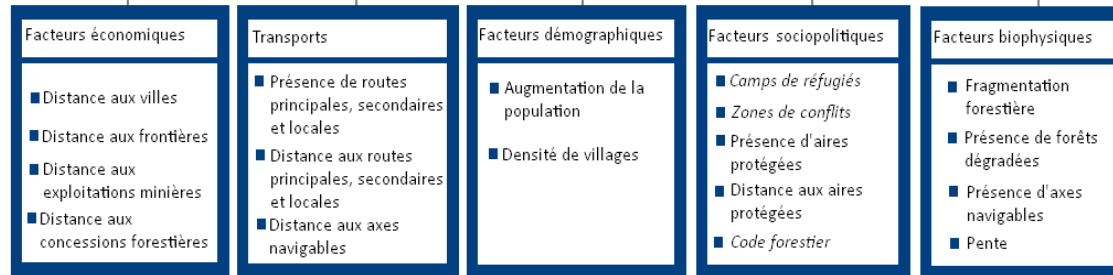 Facteurs économiques
Distance aux villes
Distance aux frontières
Distance aux
exploitations minières
Distance aux
concessions forestières
Transports
Présence de routes
principales, secondaires
et locales
Distance aux routes
principales, secondaires
et locales
Distance aux axes
navigables
Facteurs démographiques
Augmentation de la
population
Densité de villages
Facteurs sociopolitiques
Camps de réfugiés
Zones de conflits
Présence d'aires
protégées
Distance aux aires
protégées
Code forestier
Facteurs biophysiques
Fragmentation
forestière
Présence de forêts
dégradées
Présence d'axes
navigables
Pente